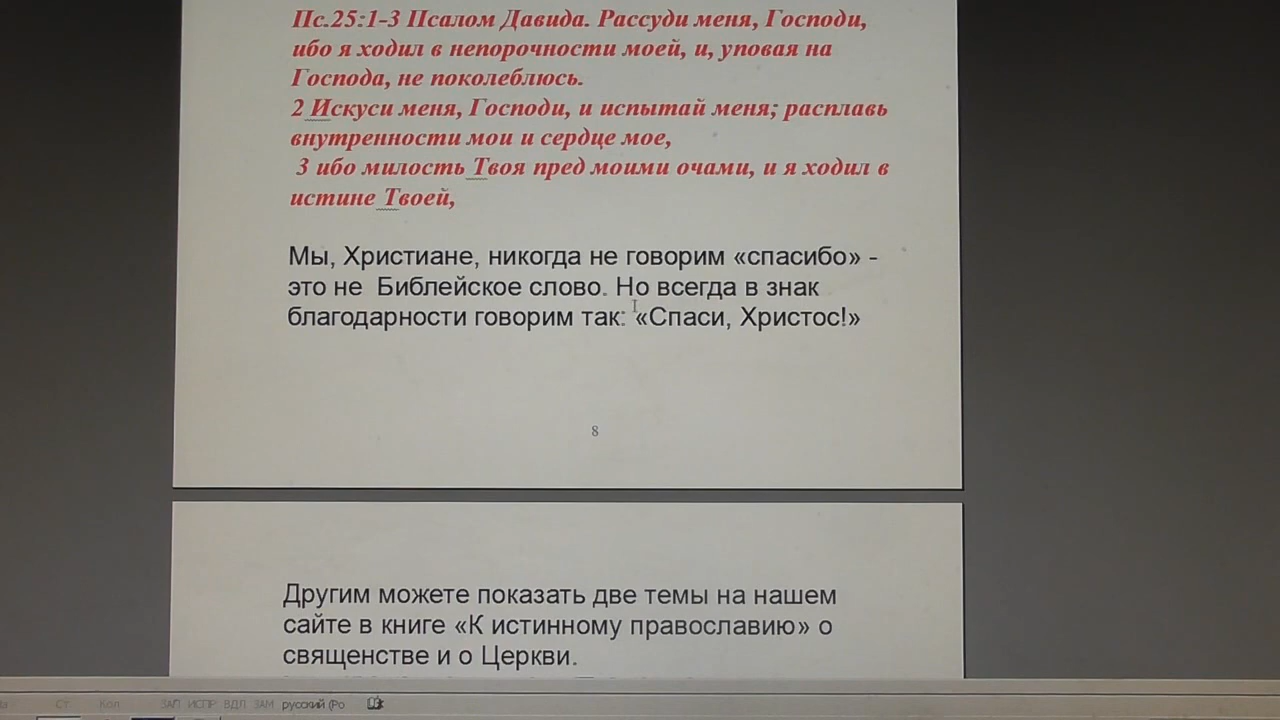 Пс.25:1-3 Псалом Давида. Рассуди меня, Господи,
ибо я ходил в непорочности моей, и, уповая на
Господа, не поколеблюсь.
2 Искуси меня, Господи, и испытай меня; расплавь
внутренности мои и сердце мое,
3 ибо милость Твоя пред моими очами, и я ходил в
истине Твоей,
Мы, Христиане, никогда не говорим «спасибо» -
это не Библейское слово. Но всегда в знак
благодарности говорим так: «Спаси, Христос!»
8
Другим можете показать две темы на нашем
сайте в книге «К истинному православию» о
священстве и о Церкви.
Ст. Кол ЗАП ИСПР ВДЛ ЗАМ русский (Ро